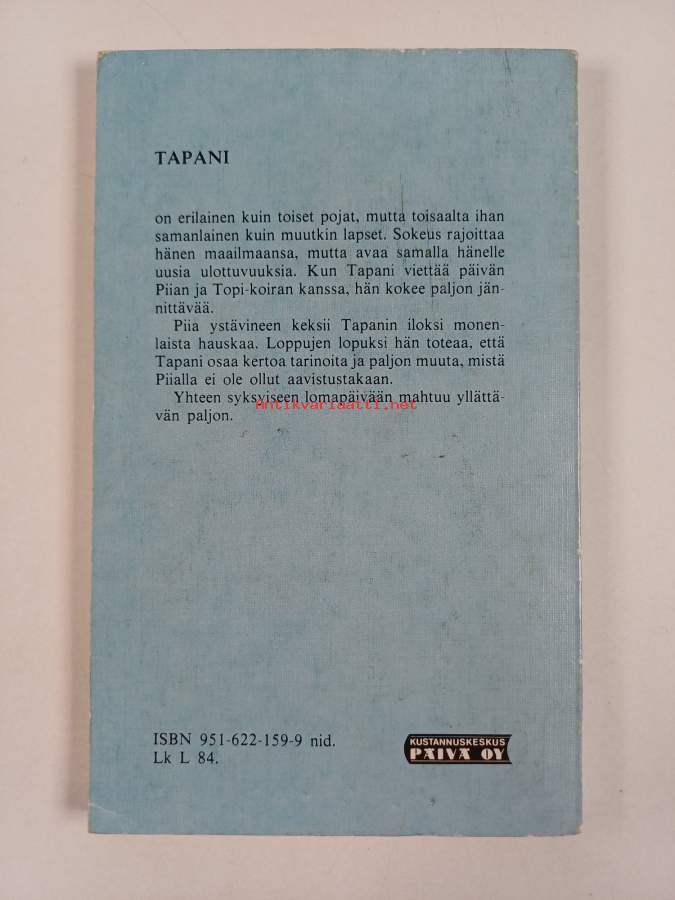 TAPANI
on erilainen kuin toiset pojat, mutta toisaalta ihan
samanlainen kuin muutkin lapset. Sokeus rajoittaa
hänen maailmaansa, mutta avaa samalla hänelle
uusia ulottuvuuksia. Kun Tapani viettää päivän
Piian ja Topi-koiran kanssa, hän kokee paljon jän-
nittävää.
Piia ystävineen keksii Tapanin iloksi monen-
laista hauskaa. Loppujen lopuksi hän toteaa, että
Tapani osaa kertoa tarinoita ja paljon muuta, mistä
Piialla ei ole ollut aavistustakaan.
Yhteen syksyiseen lomapäivään mahtuu yllättä-
vän paljon.
antikvariaatti.net
ISBN 951-622-159-9 nid.
Lk L 84.
KUSTANNUSKESKUS
PÄIVÄ OY